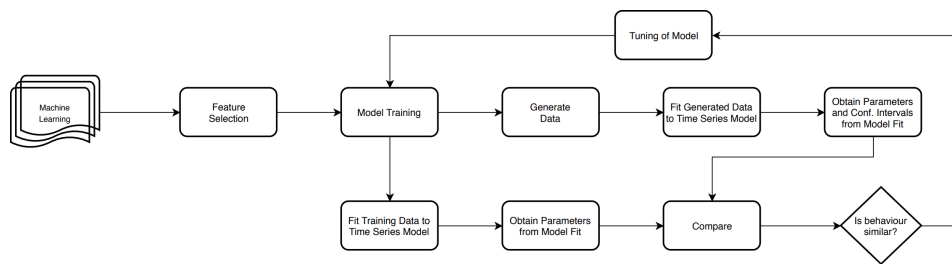 Tuning of Model
Machine
Learning
Feature
Selection
Model Training
Generate
Data
Fit Generated Data
to Time Series Model
Obtain Parameters
and Conf. Intervals
from Model Fit
Fit Training Data to
Time Series Model
Obtain Parameters
from Model Fit
Compare
Is behaviour
similar?